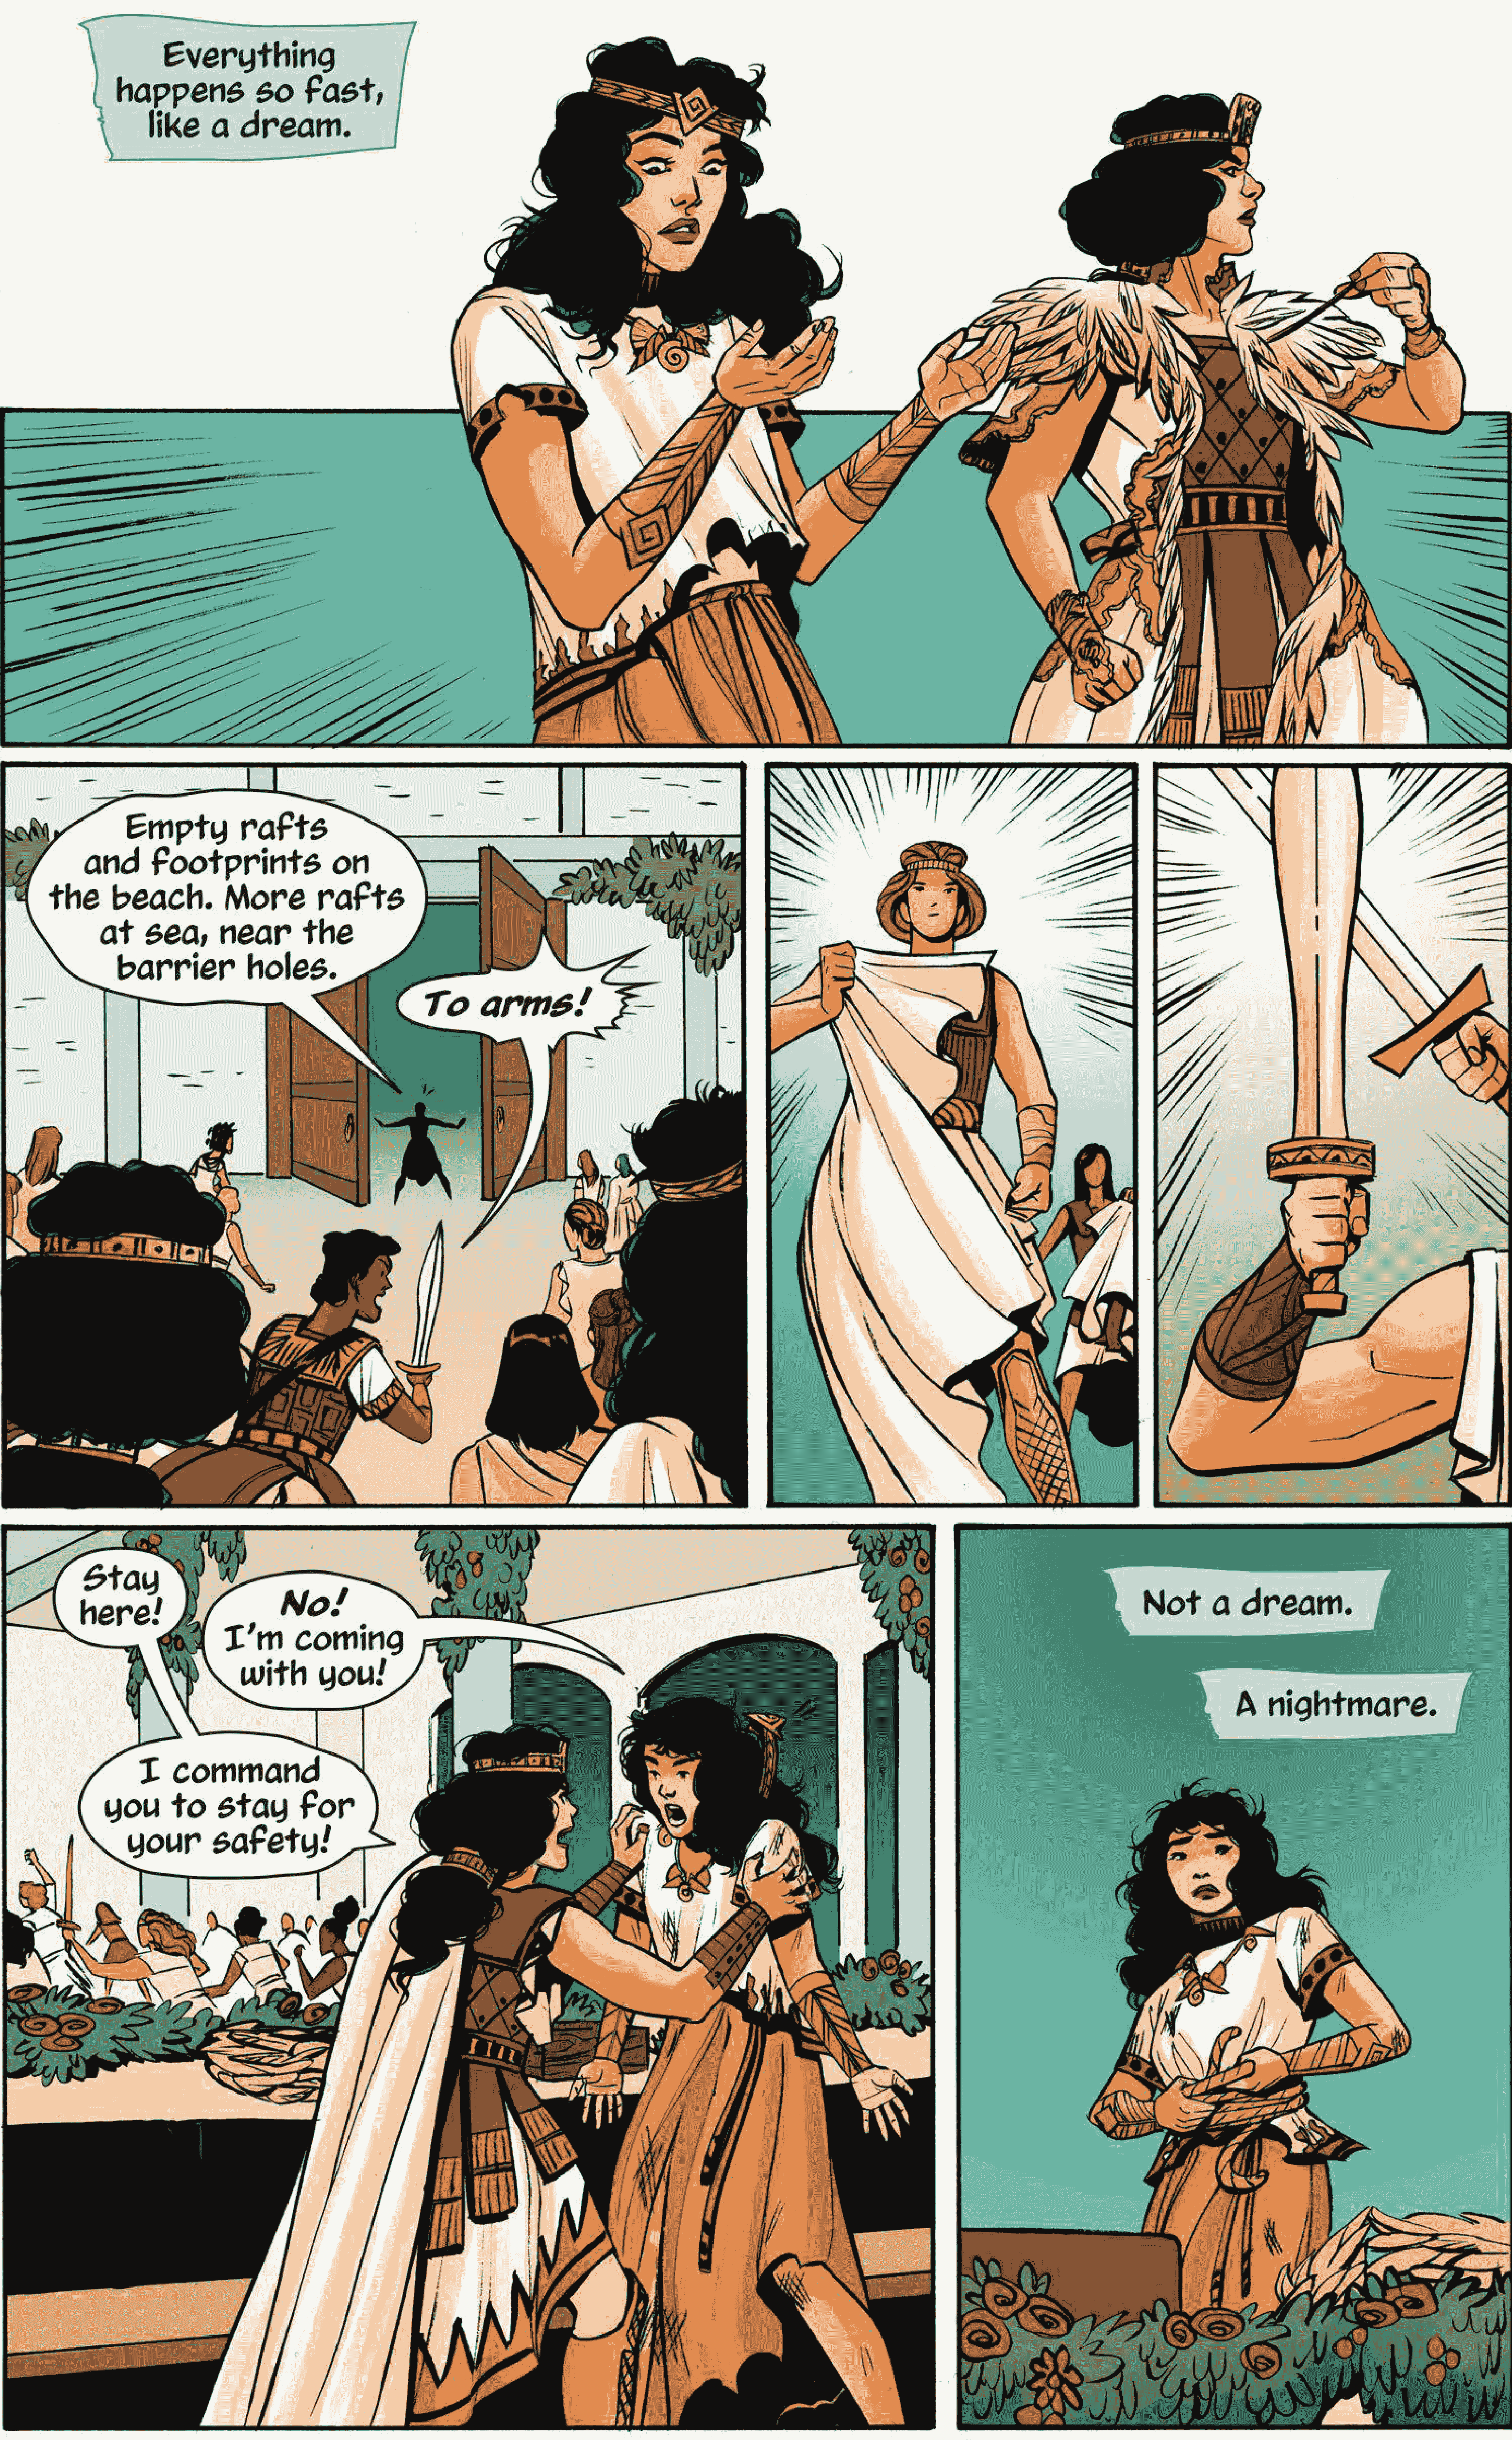 Everything
happens so fast,
like a dream.
Empty rafts
and footprints on
the beach. More rafts
at sea, near the
barrier holes.
To arms!
Stay
here!
No!
I'm coming
with you!
I command
you to stay for
your safety!
Not a dream.
A nightmare.